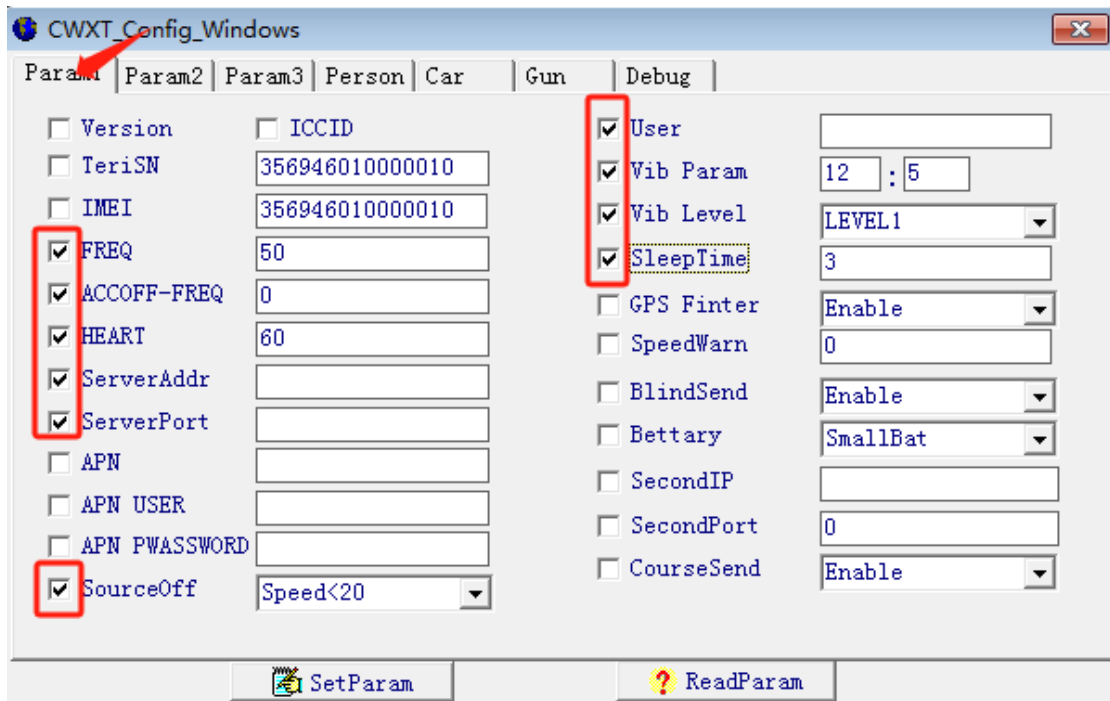 CWXT_Config_Windows
Param1 Param2 Param3 Person Car Gun Debug
Version ICCID
TeriSN 356946010000010
IMEI 356946010000010
FREQ 50
ACCOFF-FREQ 0
HEART 60
ServerAddr
ServerPort
APN
APN USER
APN PWASSWORD
SourceOff Speed<20
User
Vib Param 12 : 5
Vib Level LEVEL1
SleepTime 3
GPS Finter Enable
SpeedWarn 0
BlindSend Enable
Bettary SmallBat
SecondIP
SecondPort 0
CourseSend Enable
SetParam ? ReadParam